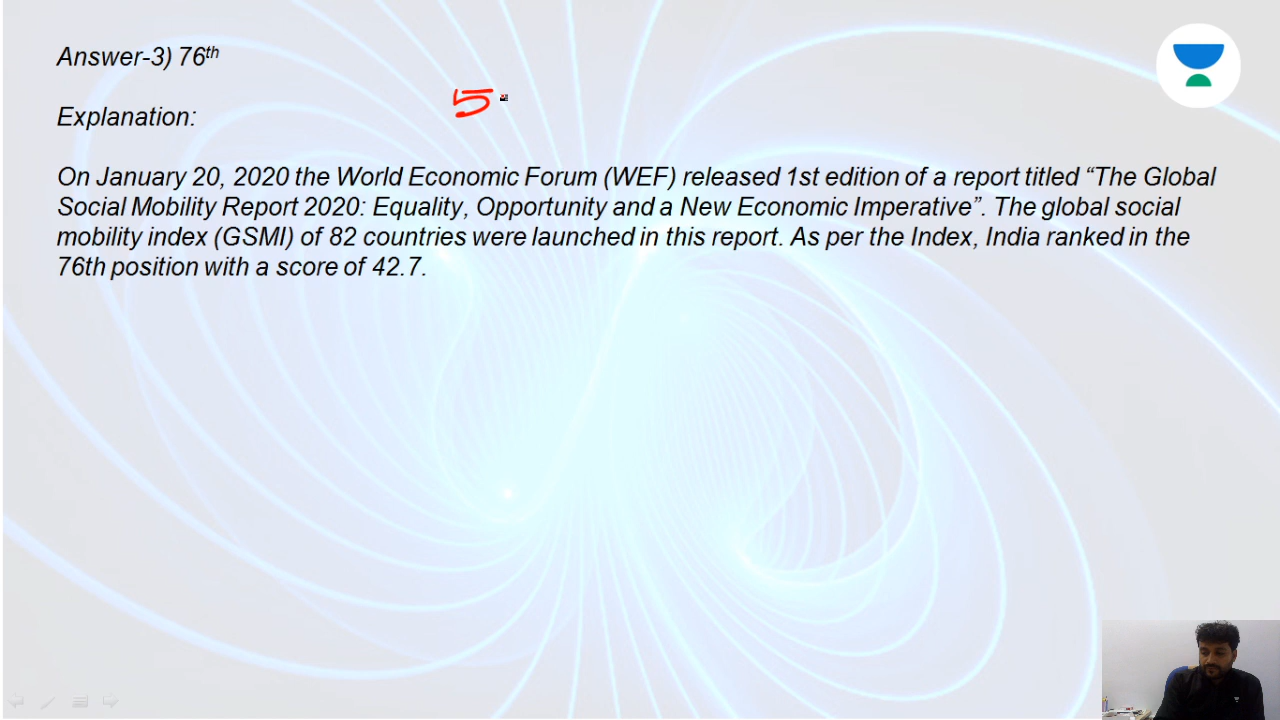 Answer-3) 76th
5
Explanation:
On January 20, 2020 the World Economic Forum (WEF) released 1st edition of a report titled “The Global
Social Mobility Report 2020: Equality, Opportunity and a New Economic Imperative”. The global social
mobility index (GSMI) of 82 countries were launched in this report. As per the Index, India ranked in the
76th position with a score of 42.7.